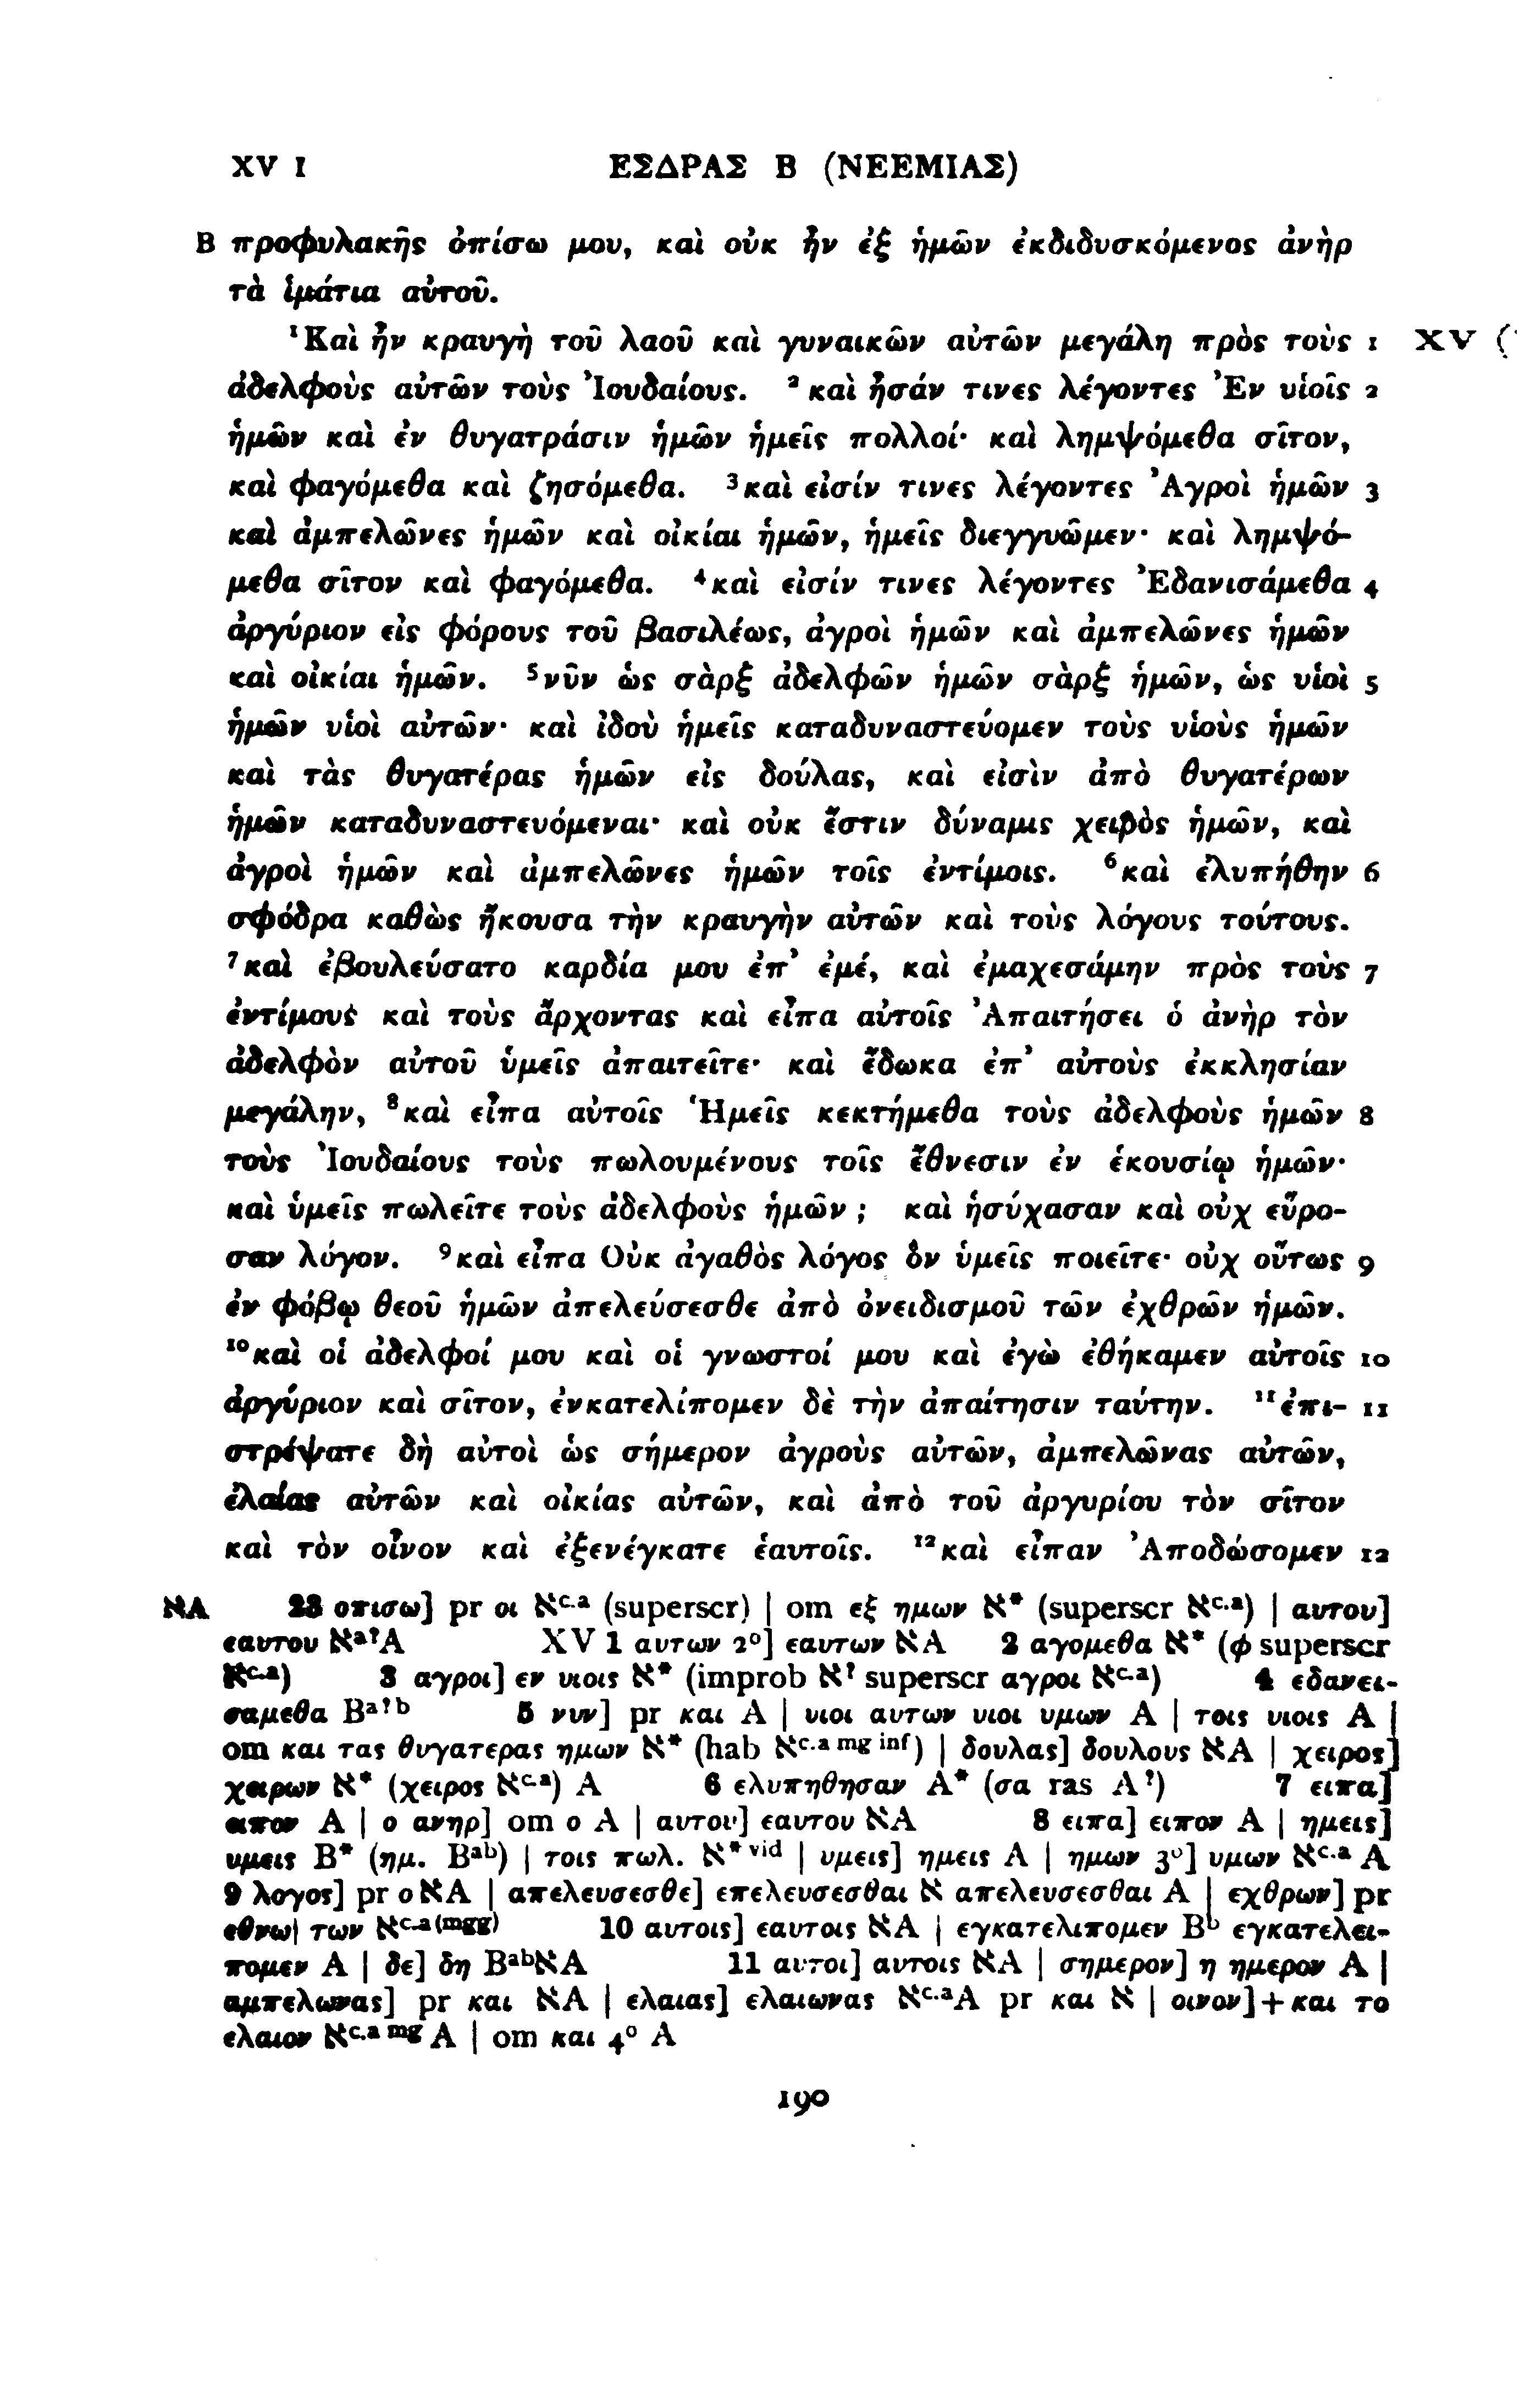 XV 1 ΕΣΔΡΑΣ Β (ΝΕΕΜΙΑΣ)
B προφυλακῆς ὀπίσω μου, καὶ οὐκ ἦν ἐξ ἡμῶν ἐκδιδυσκόμενος ἀνὴρ
τὰ ἱμάτια αὐτοῦ.
¹Καὶ ἦν κραυγὴ τοῦ λαοῦ καὶ γυναικῶν αὐτῶν μεγάλη πρὸς τοὺς 1 XV (
ἀδελφοὺς αὐτῶν τοὺς Ἰουδαίους. ²καὶ ἦσάν τινες λέγοντες Ἐν υἱοῖς 2
ἡμῶν καὶ ἐν θυγατράσιν ἡμῶν ἡμεῖς πολλοί· καὶ λημψόμεθα σῖτον,
καὶ φαγόμεθα καὶ ζησόμεθα. ³καὶ εἰσίν τινες λέγοντες Ἀγροὶ ἡμῶν 3
καὶ ἀμπελῶνες ἡμῶν καὶ οἰκίαι ἡμῶν, ἡμεῖς διεγγυῶμεν· καὶ λημψό-
μεθα σῖτον καὶ φαγόμεθα. ⁴καὶ εἰσίν τινες λέγοντες Ἐδανισάμεθα 4
ἀργύριον εἰς φόρους τοῦ βασιλέως, ἀγροὶ ἡμῶν καὶ ἀμπελῶνες ἡμῶν
καὶ οἰκίαι ἡμῶν. ⁵νῦν ὡς σὰρξ ἀδελφῶν ἡμῶν σὰρξ ἡμῶν, ὡς υἱοὶ 5
ἡμῶν υἱοὶ αὐτῶν· καὶ ἰδοὺ ἡμεῖς καταδυναστεύομεν τοὺς υἱοὺς ἡμῶν
καὶ τὰς θυγατέρας ἡμῶν εἰς δούλας, καὶ εἰσὶν ἀπὸ θυγατέρων
ἡμῶν καταδυναστευόμεναι· καὶ οὐκ ἔστιν δύναμις χειρὸς ἡμῶν, καὶ
ἀγροὶ ἡμῶν καὶ ἀμπελῶνες ἡμῶν τοῖς ἐντίμοις. ⁶καὶ ἐλυπήθην 6
σφόδρα καθὼς ἤκουσα τὴν κραυγὴν αὐτῶν καὶ τοὺς λόγους τούτους.
⁷καὶ ἐβουλεύσατο καρδία μου ἐπ’ ἐμέ, καὶ ἐμαχεσάμην πρὸς τοὺς 7
ἐντίμους καὶ τοὺς ἄρχοντας καὶ εἶπα αὐτοῖς Ἀπαιτήσει ὁ ἀνὴρ τὸν
ἀδελφὸν αὐτοῦ ὑμεῖς ἀπαιτεῖτε· καὶ ἔδωκα ἐπ’ αὐτοὺς ἐκκλησίαν
μεγάλην, ⁸καὶ εἶπα αὐτοῖς Ἡμεῖς κεκτήμεθα τοὺς ἀδελφοὺς ἡμῶν 8
τοὺς Ἰουδαίους τοὺς πωλουμένους τοῖς ἔθνεσιν ἐν ἑκουσίῳ ἡμῶν·
καὶ ὑμεῖς πωλεῖτε τοὺς ἀδελφοὺς ἡμῶν ; καὶ ἡσύχασαν καὶ οὐχ εὕρο-
σαν λόγον. ⁹καὶ εἶπα Οὐκ ἀγαθὸς λόγος ὃν ὑμεῖς ποιεῖτε· οὐχ οὕτως 9
ἐν φόβῳ θεοῦ ἡμῶν ἀπελεύσεσθε ἀπὸ ὀνειδισμοῦ τῶν ἐχθρῶν ἡμῶν.
¹⁰καὶ οἱ ἀδελφοί μου καὶ οἱ γνωστοί μου καὶ ἐγὼ ἐθήκαμεν αὐτοῖς 10
ἀργύριον καὶ σῖτον, ἐνκατελίπομεν δὲ τὴν ἀπαίτησιν ταύτην. ¹¹ἐπι- 11
στρέψατε δὴ αὐτοὶ ὡς σήμερον ἀγροὺς αὐτῶν, ἀμπελῶνας αὐτῶν,
ἐλαίας αὐτῶν καὶ οἰκίας αὐτῶν, καὶ ἀπὸ τοῦ ἀργυρίου τὸν σῖτον
καὶ τὸν οἶνον καὶ ἐξενέγκατε ἑαυτοῖς. ¹²καὶ εἶπαν Ἀποδώσομεν 12
אA 23 οπισω] pr οι א^c.a (superscr) | om εξ ημων א* (superscr א^c.a) | αυτου]
εαυτου א^a?A XV 1 αυτων 2°] εαυτων אA 2 αγομεθα א* (φ superscr
א^c.a) 3 αγροι] εν υιοις א* (improb א^? superscr αγροι א^c.a) 4 εδανει-
σαμεθα B^a?b 5 νυν] pr και A | υιοι αυτων υιοι υμων A | τοις υιοις A |
om και τας θυγατερας ημων א* (hab א^c.a mg inf) | δουλας] δουλους אA | χειρος]
χειρων א* (χειρος א^c.a) A 6 ελυπηθησαν A* (σα ras A^?) 7 ειπα]
ειπον A | ο ανηρ] om ο A | αυτου] εαυτου אA 8 ειπα] ειπον A | ημεις]
υμεις B* (ημ. B^ab) | τοις πωλ. א*^vid | υμεις] ημεις A | ημων 3°] υμων א^c.a A
9 λογος] pr ο אA | απελευσεσθε] επελευσεσθαι א απελευσεσθαι A | εχθρων] pr
εθνω\ των א^c.a (mgg) 10 αυτοις] εαυτοις אA | εγκατελιπομεν B^b εγκατελει-
πομεν A | δε] δη B^abאA 11 αυτοι] αυτοις אA | σημερον] η ημερον A |
αμπελωνας] pr και אA | ελαιας] ελαιωνας א^c.aA pr και א | οινον]+και το
ελαιον א^c.a mg A | om και 4° A
190